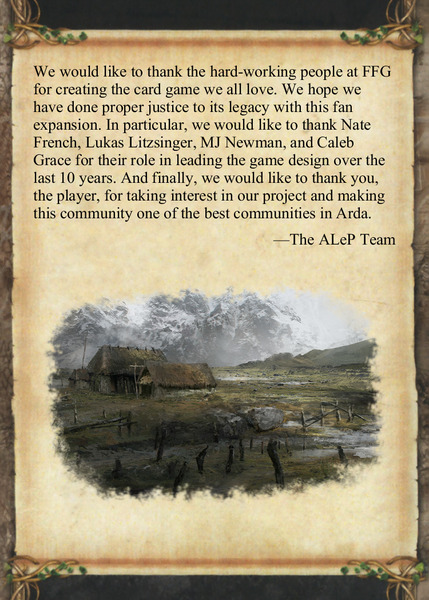 We would like to thank the hard-working people at FFG
for creating the card game we all love. We hope we
have done proper justice to its legacy with this fan
expansion. In particular, we would like to thank Nate
French, Lukas Litzsinger, MJ Newman, and Caleb
Grace for their role in leading the game design over the
last 10 years. And finally, we would like to thank you,
the player, for taking interest in our project and making
this community one of the best communities in Arda.
—The ALeP Team